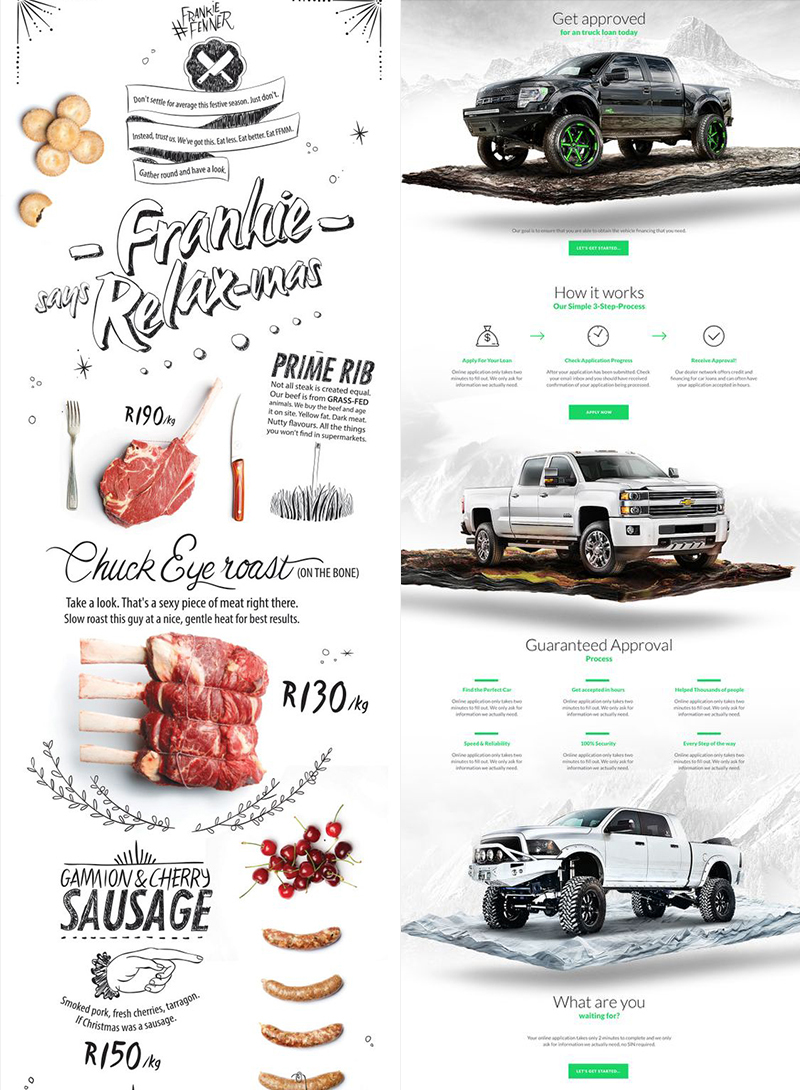 FRANKIE
#FENNER
Don't settle for average this festive season. Just don't.
Instead, trust us. We've got this. Eat less. Eat better. Eat FFMM.
Gather round and have a look.
Frankie
says Relax-mas
PRIME RIB
Not all steak is created equal.
Our beef is from GRASS-FED
animals. We buy the beef and age
it on site. Yellow fat. Dark meat.
Nutty flavours. All the things
you won't find in supermarkets.
R190/kg
Chuck Eye roast (ON THE BONE)
Take a look. That's a sexy piece of meat right there.
Slow roast this guy at a nice, gentle heat for best results.
R130/kg
GAMMON & CHERRY
SAUSAGE
Smoked pork, fresh cherries, tarragon.
If Christmas was a sausage.
R150/kg
Get approved
for an truck loan today
Our goal is to ensure that you are able to obtain the vehicle financing that you need.
LET'S GET STARTED...
How it works
Our Simple 3-Step-Process
Apply For Your Loan
Online application only takes two
minutes to fill out. We only ask for
information we actually need.
Check Application Progress
After your application has been submitted: Check
your email inbox and you should have received
confirmation of your application being processed.
Receive Approval!
Our dealer network offers credit and
financing for car loans and can often have
you accepted in hours.
APPLY NOW
Guaranteed Approval
Process
Find the Perfect Car
Online application only takes two
minutes to fill out. We only ask for
information we actually need.
Get accepted in hours
Online application only takes two
minutes to fill out. We only ask for
information we actually need.
Helped Thousands of people
Online application only takes two
minutes to fill out. We only ask for
information we actually need.
Speed & Reliability
Online application only takes two
minutes to fill out. We only ask for
information we actually need.
100% Security
Online application only takes two
minutes to fill out. We only ask for
information we actually need.
Every Step of the way
Online application only takes two
minutes to fill out. We only ask for
information we actually need.
What are you
waiting for?
Your online application takes only 2 minutes to complete and we only
ask for information we actually need, no SIN required.
LET'S GET STARTED...